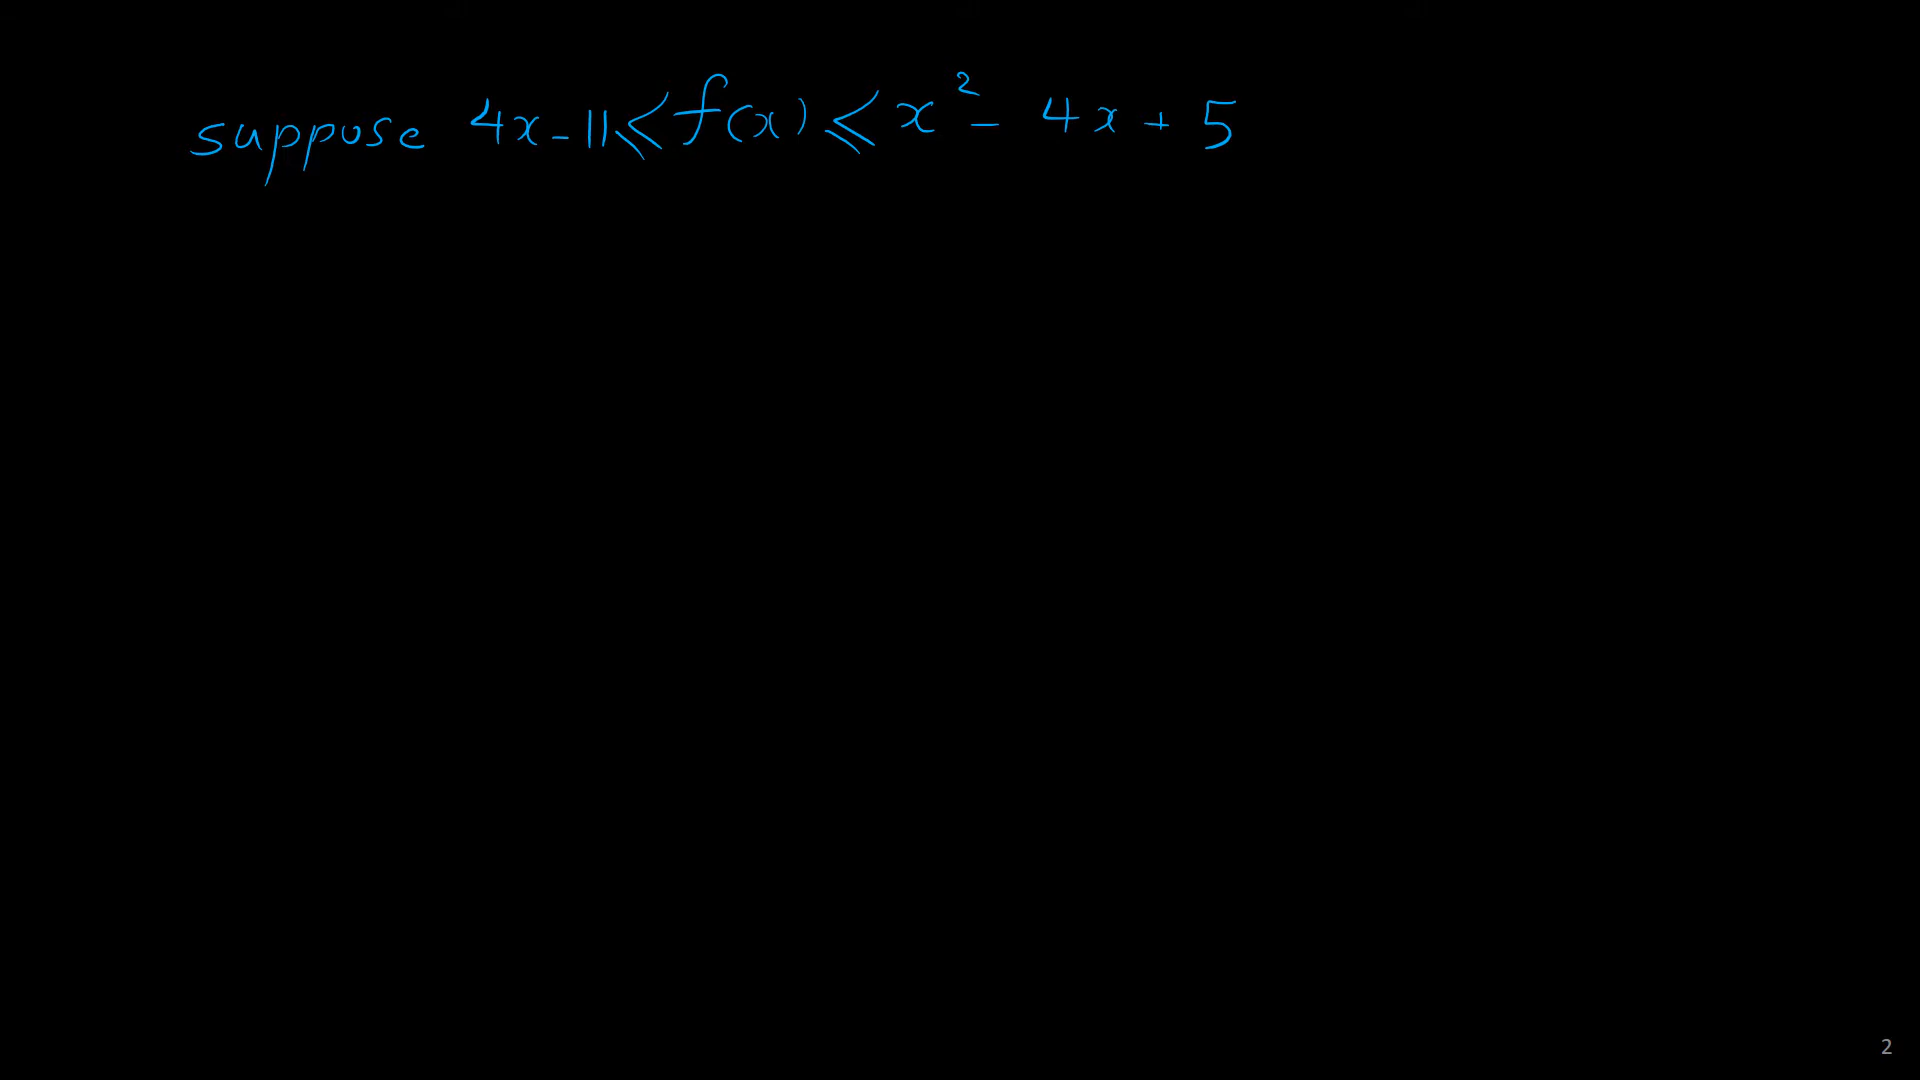 suppose 4x - 11 ≤ f(x) ≤ x² - 4x + 5
2